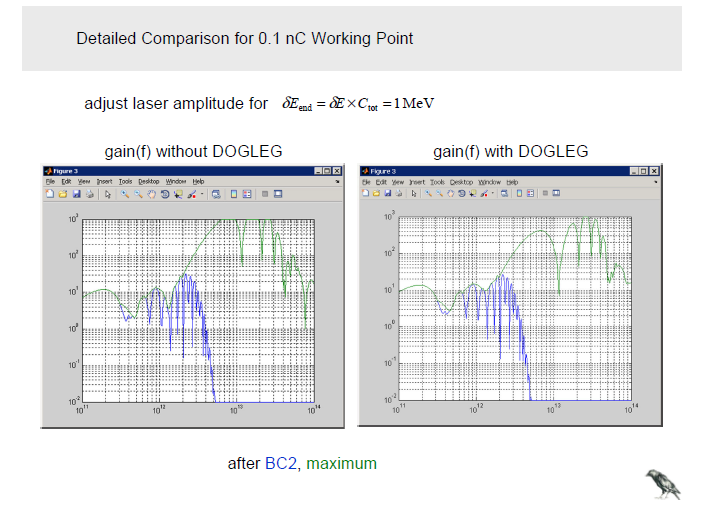 Detailed Comparison for 0.1 nC Working Point
adjust laser amplitude for δE_end = δE × C_tot = 1 MeV
gain(f) without DOGLEG
gain(f) with DOGLEG
Figure 3
File Edit View Insert Tools Desktop Window Help
10^3
10^2
10^1
10^0
10^-1
10^-2
10^11 10^12 10^13 10^14
Figure 3
File Edit View Insert Tools Desktop Window Help
10^3
10^2
10^1
10^0
10^-1
10^-2
10^11 10^12 10^13 10^14
after BC2, maximum